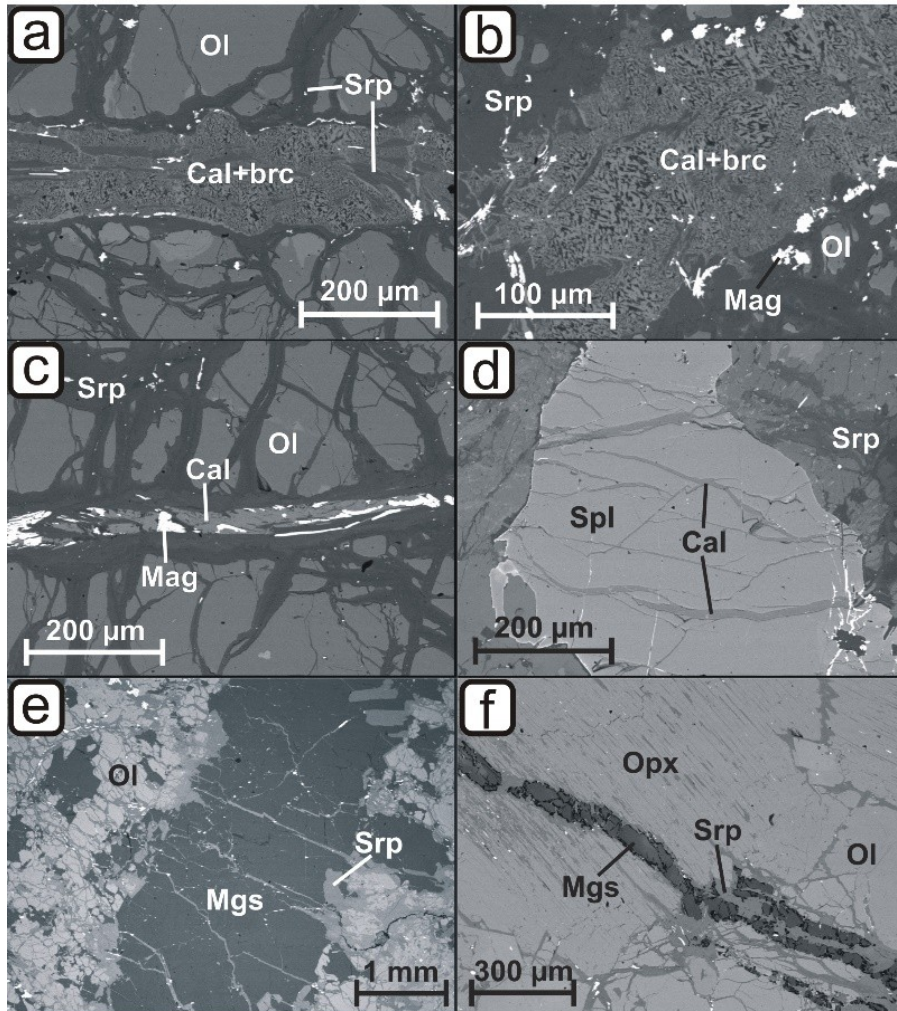 a
Ol
Srp
Cal+brc
200 µm
b
Srp
Cal+brc
Ol
Mag
100 µm
c
Srp
Ol
Cal
Mag
200 µm
d
Srp
Spl
Cal
200 µm
e
Ol
Srp
Mgs
1 mm
f
Opx
Srp
Ol
Mgs
300 µm